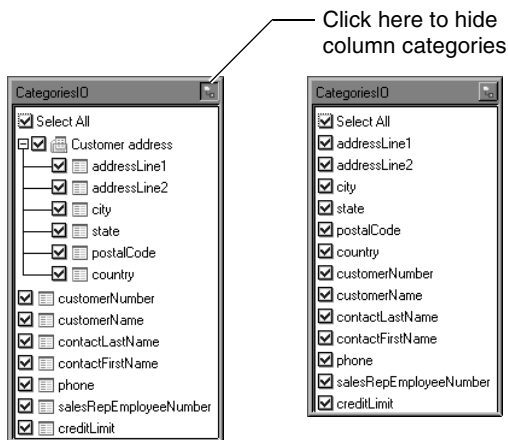 Click here to hide
column categories
CategoriesIO
Select All
Customer address
addressLine1
addressLine2
city
state
postalCode
country
customerNumber
customerName
contactLastName
contactFirstName
phone
salesRepEmployeeNumber
creditLimit
CategoriesIO
Select All
addressLine1
addressLine2
city
state
postalCode
country
customerNumber
customerName
contactLastName
contactFirstName
phone
salesRepEmployeeNumber
creditLimit